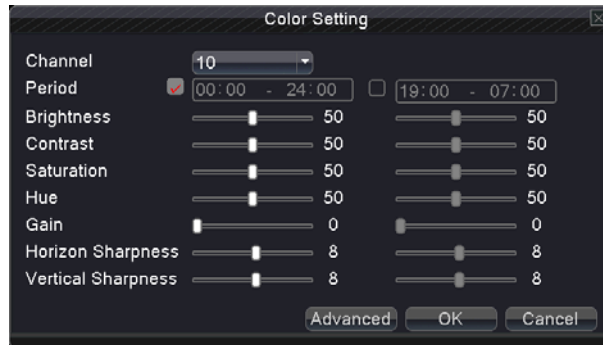 Color Setting
Channel 10
Period 00:00 - 24:00 19:00 - 07:00
Brightness 50 50
Contrast 50 50
Saturation 50 50
Hue 50 50
Gain 0 0
Horizon Sharpness 8 8
Vertical Sharpness 8 8
Advanced OK Cancel